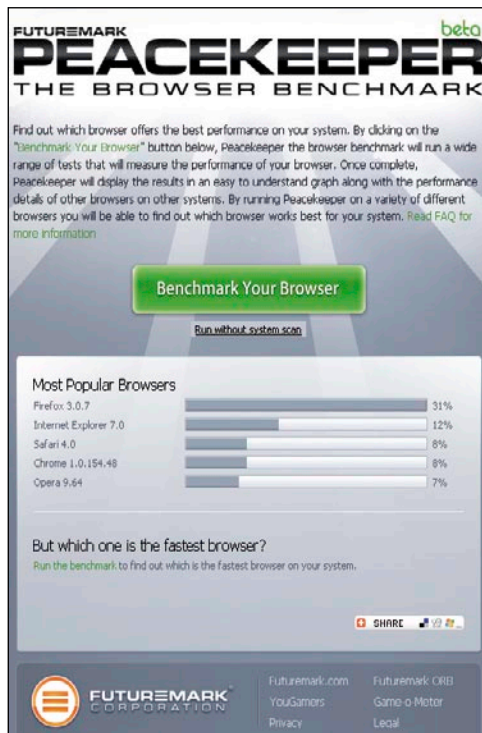 FUTUREMARK
beta
PEACEKEEPER
THE BROWSER BENCHMARK
Find out which browser offers the best performance on your system. By clicking on the
"Benchmark Your Browser" button below, Peacekeeper the browser benchmark will run a wide
range of tests that will measure the performance of your browser. Once complete,
Peacekeeper will display the results in an easy to understand graph along with the performance
details of other browsers on other systems. By running Peacekeeper on a variety of different
browsers you will be able to find out which browser works best for your system. Read FAQ for
more information
Benchmark Your Browser
Run without system scan
Most Popular Browsers
Firefox 3.0.7 31%
Internet Explorer 7.0 12%
Safari 4.0 8%
Chrome 1.0.154.48 8%
Opera 9.64 7%
But which one is the fastest browser?
Run the benchmark to find out which is the fastest browser on your system.
SHARE
FUTUREMARK
CORPORATION
Futuremark.com Futuremark ORB
YouGamers Game-o-Meter
Privacy Legal